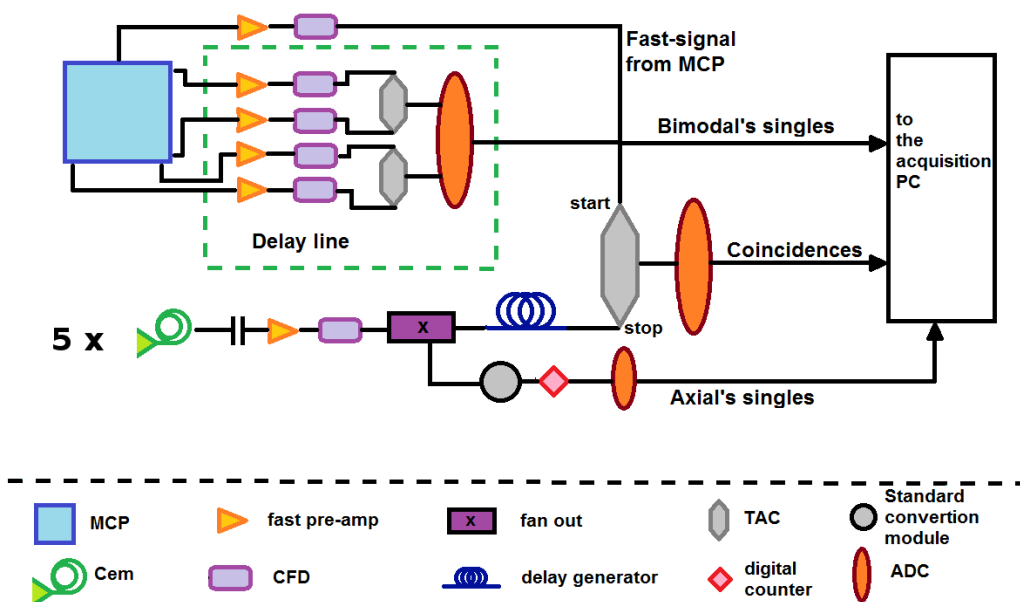 Fast-signal
from MCP
to
the
acquisition
PC
Bimodal's singles
start
Delay line
Coincidences
stop
5 x
x
Axial's singles
MCP
fast pre-amp
x
fan out
TAC
Standard
convertion
module
Cem
CFD
delay generator
digital
counter
ADC